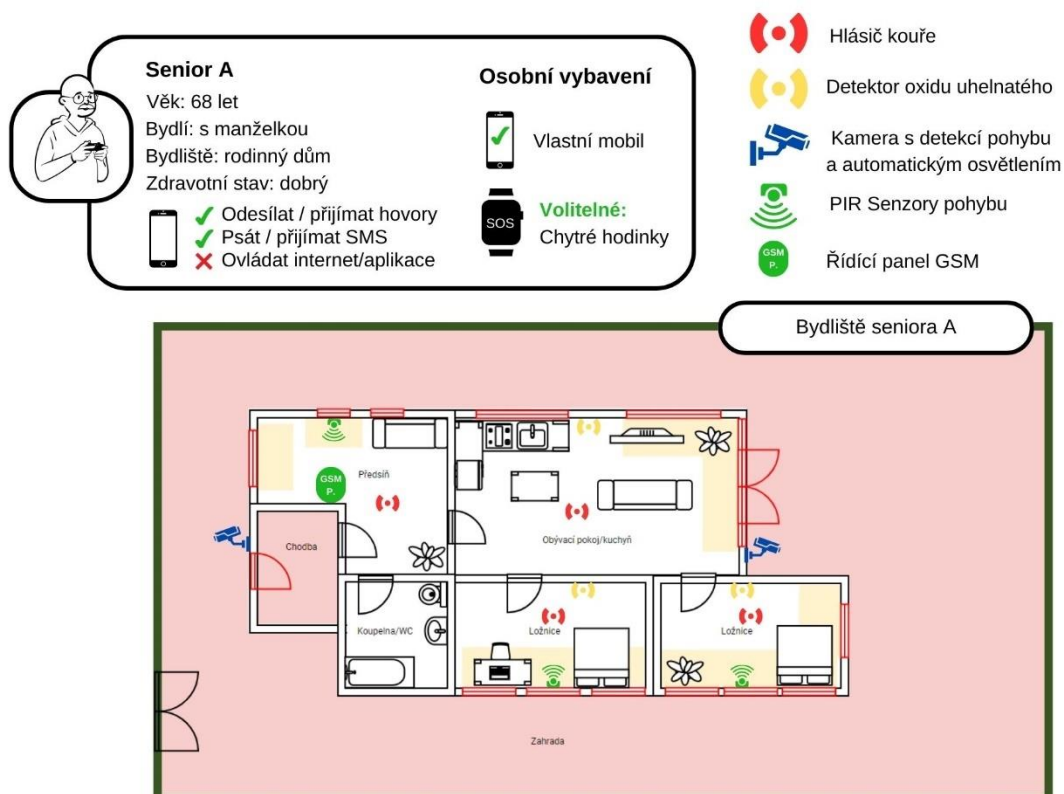 Senior A
Věk: 68 let
Bydlí: s manželkou
Bydliště: rodinný dům
Zdravotní stav: dobrý
Odesílat / přijímat hovory
Psát / přijímat SMS
Ovládat internet/aplikace
Osobní vybavení
Vlastní mobil
SOS
Volitelné:
Chytré hodinky
Hlásič kouře
Detektor oxidu uhelnatého
Kamera s detekcí pohybu
a automatickým osvětlením
PIR Senzory pohybu
GSM
P.
Řídící panel GSM
Bydliště seniora A
Předsíň
GSM
P.
Chodba
Obývací pokoj/kuchyň
Koupelna/WC
Ložnice
Ložnice
Zahrada